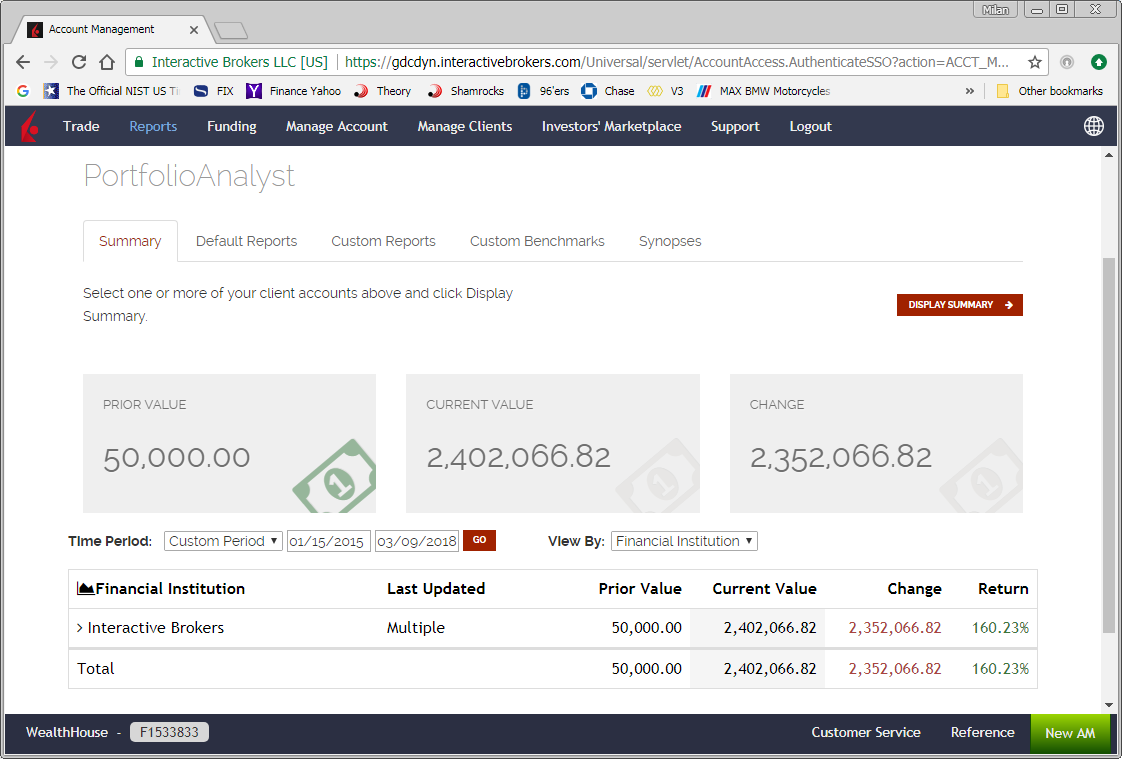 Milan
Account Management
Interactive Brokers LLC [US] https://gdcdyn.interactivebrokers.com/Universal/servlet/AccountAccess.AuthenticateSSO?action=ACCT_M...
The Official NIST US Ti FIX Finance Yahoo Theory Shamrocks 96'ers Chase V3 MAX BMW Motorcycles » Other bookmarks
Trade Reports Funding Manage Account Manage Clients Investors' Marketplace Support Logout
PortfolioAnalyst
Summary Default Reports Custom Reports Custom Benchmarks Synopses
Select one or more of your client accounts above and click Display
Summary.
DISPLAY SUMMARY
PRIOR VALUE CURRENT VALUE CHANGE
50,000.00 2,402,066.82 2,352,066.82
Time Period: Custom Period 01/15/2015 03/09/2018 GO View By: Financial Institution
Financial Institution Last Updated Prior Value Current Value Change Return
Interactive Brokers Multiple 50,000.00 2,402,066.82 2,352,066.82 160.23%
Total 50,000.00 2,402,066.82 2,352,066.82 160.23%
WealthHouse - F1533833 Customer Service Reference New AM